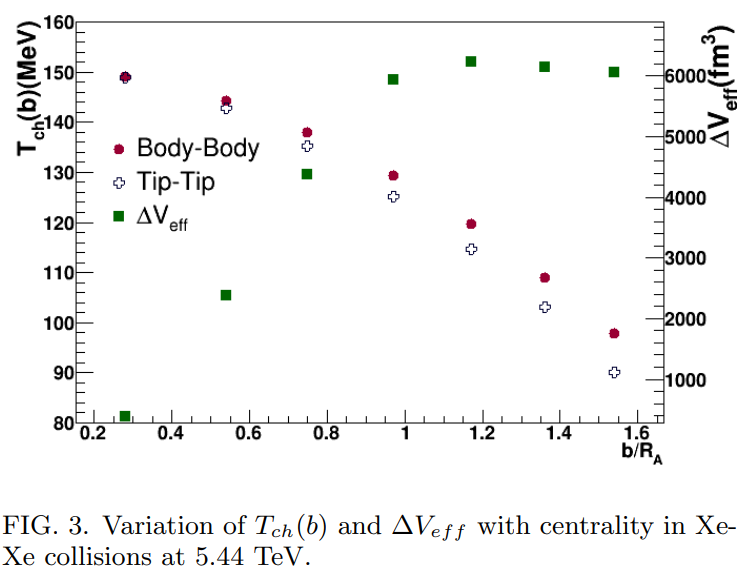 T_ch(b)(MeV)
160
150
140
130
120
110
100
90
80
Body-Body
Tip-Tip
ΔV_eff
ΔV_eff(fm^3)
6000
5000
4000
3000
2000
1000
0.2 0.4 0.6 0.8 1 1.2 1.4 1.6
b/R_A
FIG. 3. Variation of T_ch(b) and ΔV_eff with centrality in Xe-
Xe collisions at 5.44 TeV.